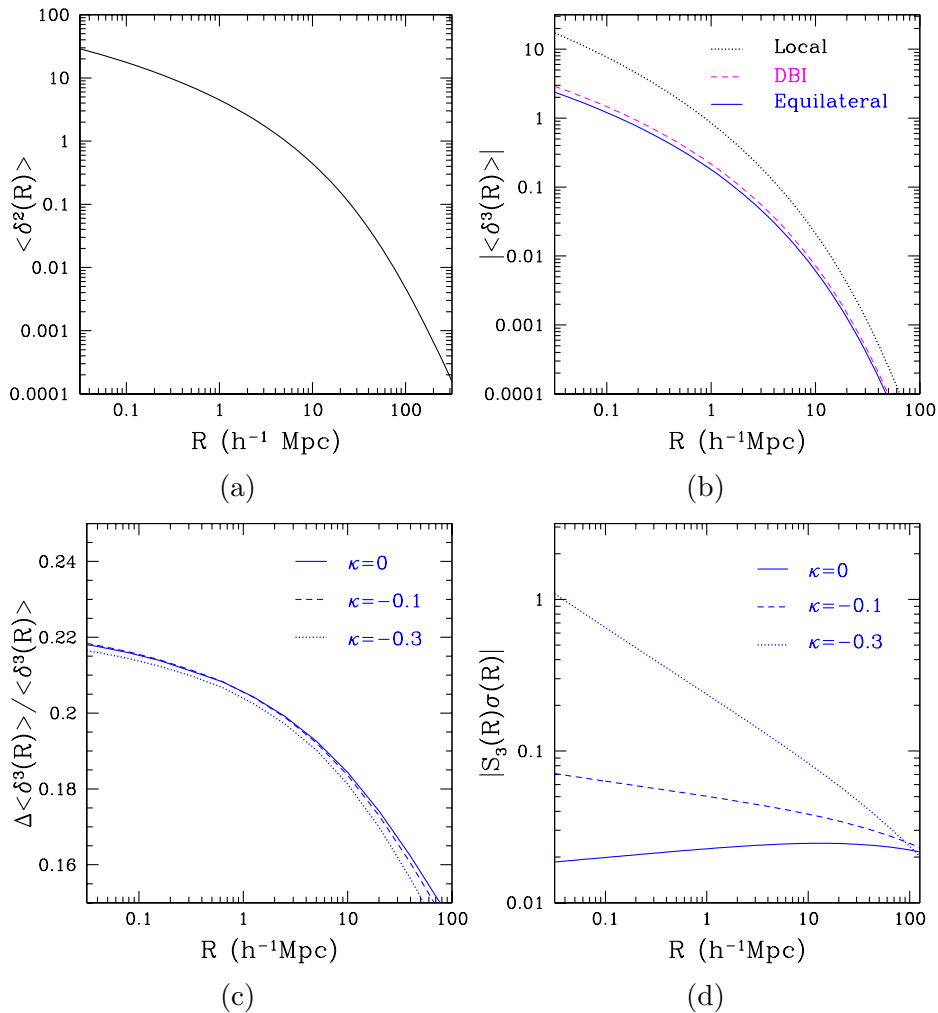 100
10
1
0.1
0.01
0.001
0.0001
<δ²(R)>
0.1 1 10 100
R (h⁻¹ Mpc)
(a)
10
1
0.1
0.01
0.001
0.0001
|<δ³(R)>|
Local
DBI
Equilateral
0.1 1 10 100
R (h⁻¹Mpc)
(b)
0.24
0.22
0.2
0.18
0.16
Δ<δ³(R)>/<δ³(R)>
κ=0
κ=−0.1
κ=−0.3
0.1 1 10 100
R (h⁻¹Mpc)
(c)
1
0.1
0.01
|S₃(R)σ(R)|
κ=0
κ=−0.1
κ=−0.3
0.1 1 10 100
R (h⁻¹Mpc)
(d)